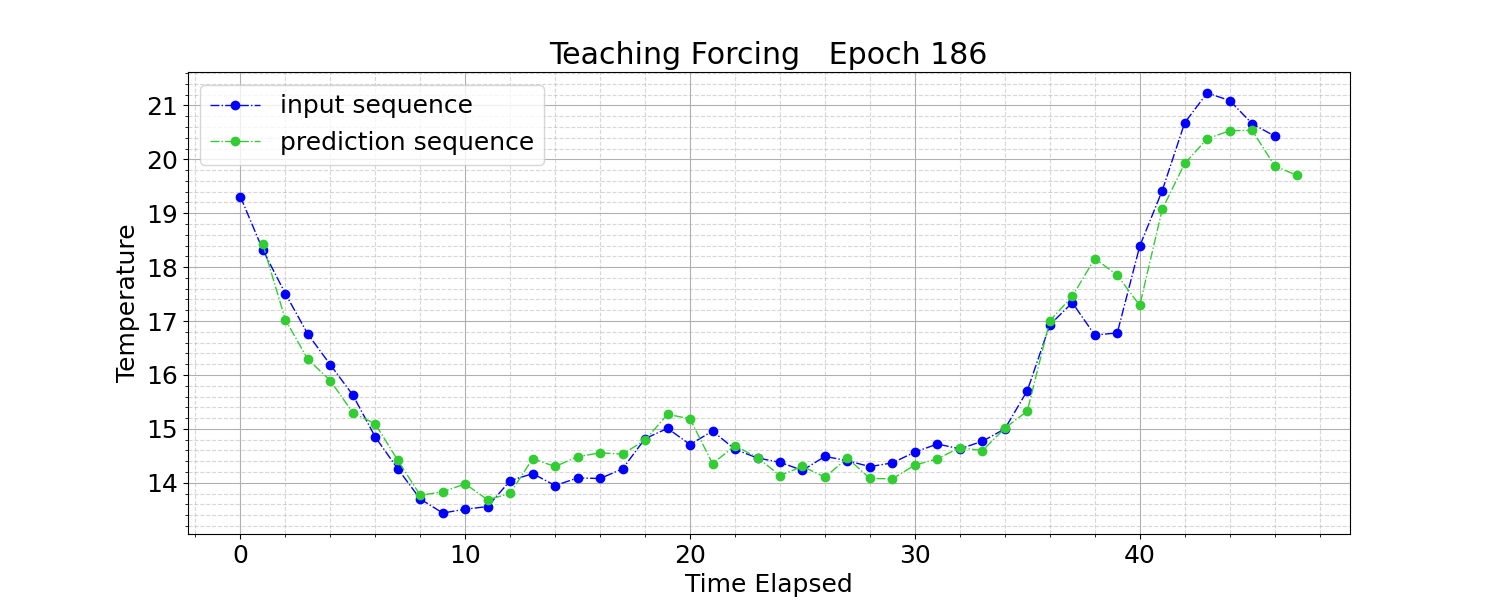 Teaching Forcing   Epoch 186
input sequence
prediction sequence
Temperature
21
20
19
18
17
16
15
14
0 10 20 30 40
Time Elapsed